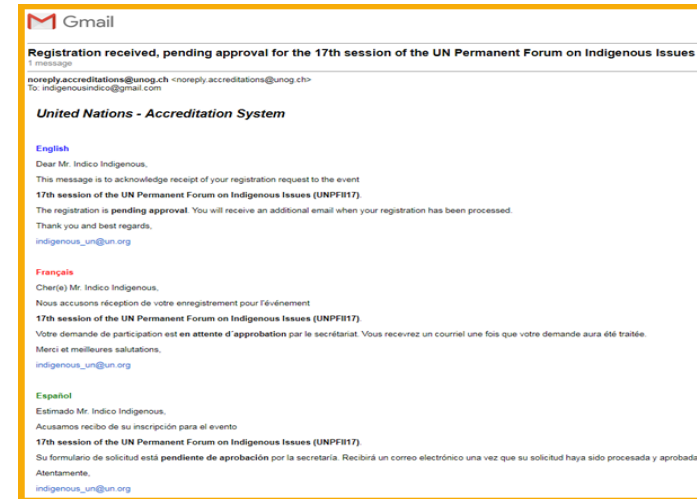 Gmail
Registration received, pending approval for the 17th session of the UN Permanent Forum on Indigenous Issues
1 message
noreply.accreditations@unog.ch <noreply.accreditations@unog.ch>
To: indigenousindico@gmail.com
United Nations - Accreditation System
English
Dear Mr. Indico Indigenous,
This message is to acknowledge receipt of your registration request to the event
17th session of the UN Permanent Forum on Indigenous Issues (UNPFII17).
The registration is pending approval. You will receive an additional email when your registration has been processed.
Thank you and best regards,
indigenous_un@un.org
Français
Cher(e) Mr. Indico Indigenous,
Nous accusons réception de votre enregistrement pour l'événement
17th session of the UN Permanent Forum on Indigenous Issues (UNPFII17).
Votre demande de participation est en attente d´approbation par le secrétariat. Vous recevrez un courriel une fois que votre demande aura été traitée.
Merci et meilleures salutations,
indigenous_un@un.org
Español
Estimado Mr. Indico Indigenous,
Acusamos recibo de su inscripción para el evento
17th session of the UN Permanent Forum on Indigenous Issues (UNPFII17).
Su formulario de solicitud está pendiente de aprobación por la secretaría. Recibirá un correo electrónico una vez que su solicitud haya sido procesada y aprobada
Atentamente,
indigenous_un@un.org